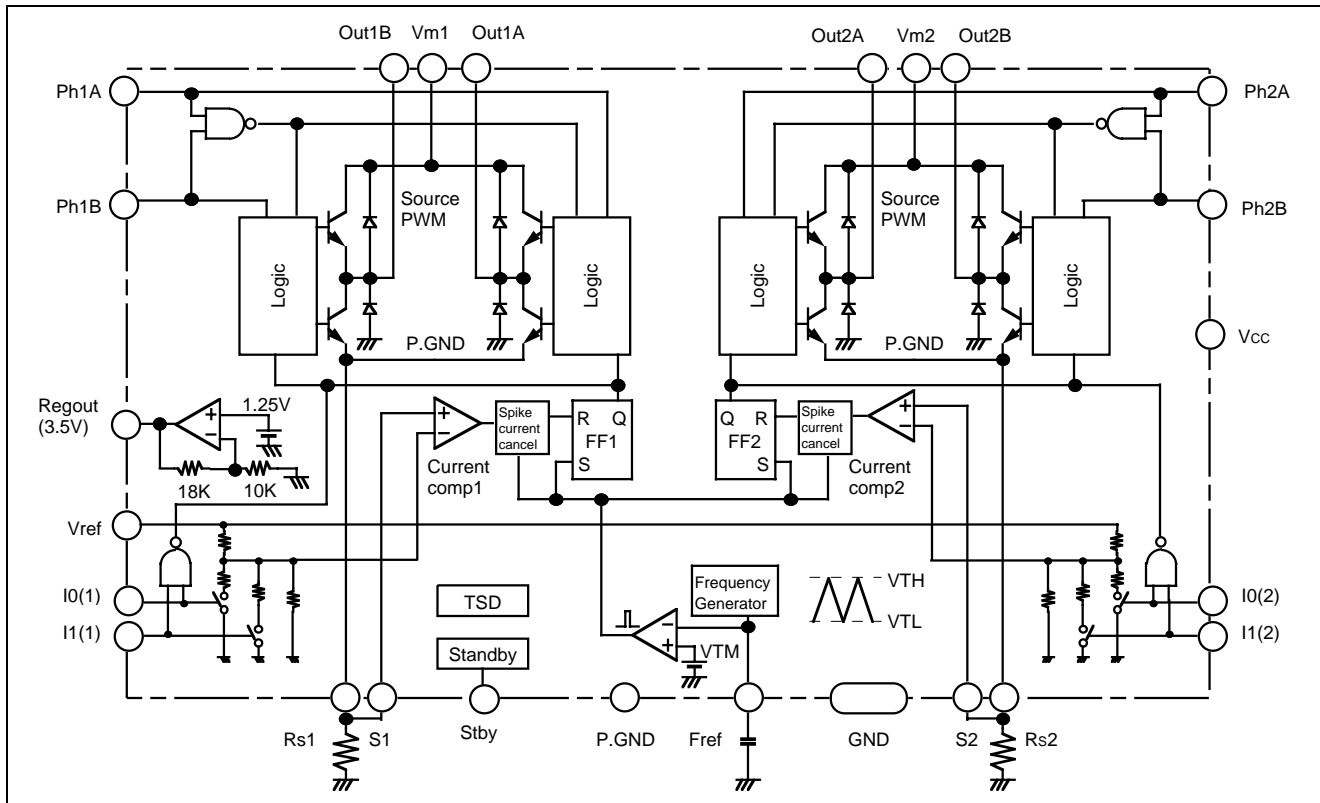 Out1B Vm1 Out1A
Out2A Vm2 Out2B
Ph1A
Ph2A
Ph1B
Ph2B
Source
PWM
Source
PWM
Logic
Logic
Logic
Logic
P.GND
P.GND
Vcc
Regout
(3.5V)
1.25V
18K
10K
Current
comp1
Spike
current
cancel
R Q
FF1
S
Q R
FF2
S
Spike
current
cancel
Current
comp2
Vref
I0(1)
I1(1)
TSD
Standby
Frequency
Generator
VTH
VTL
VTM
I0(2)
I1(2)
Rs1
S1
Stby
P.GND
Fref
GND
S2
Rs2